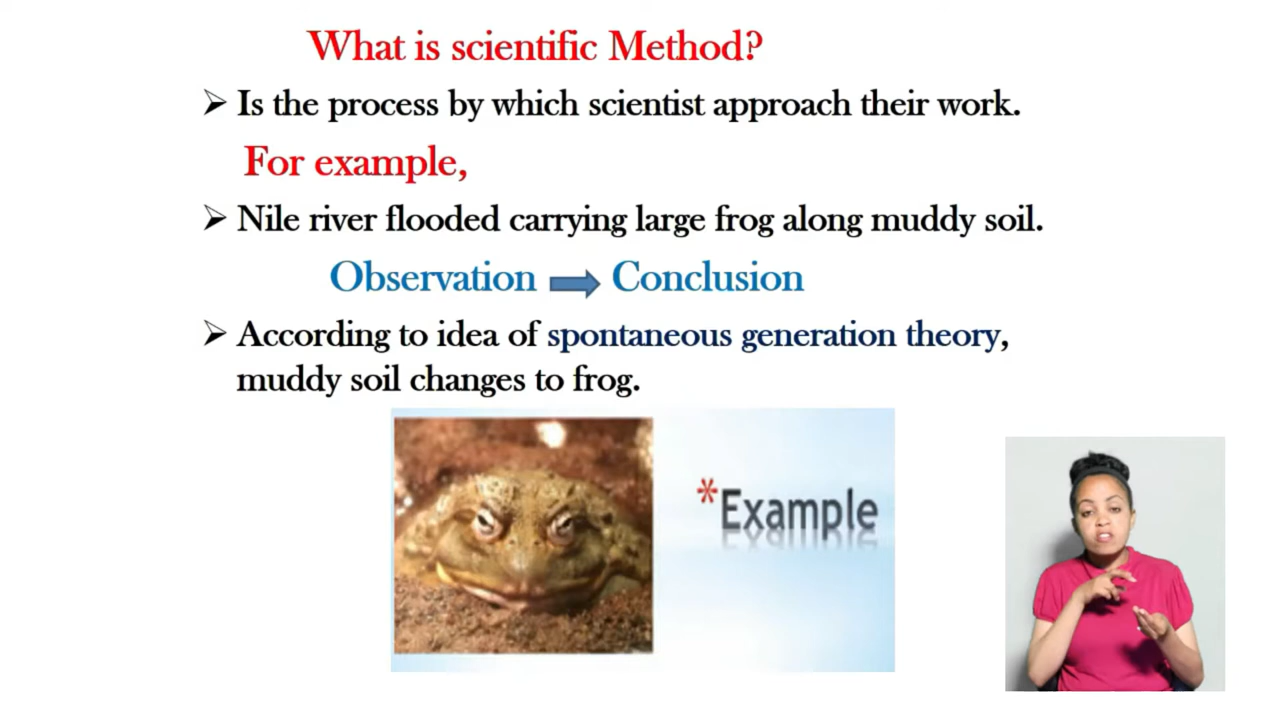 What is scientific Method?
➢ Is the process by which scientist approach their work.
For example,
➢ Nile river flooded carrying large frog along muddy soil.
Observation ➡ Conclusion
➢ According to idea of spontaneous generation theory,
muddy soil changes to frog.
*Example